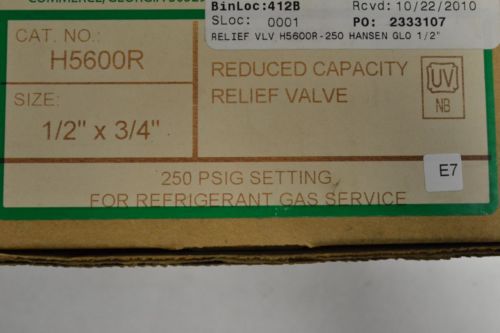 BinLoc:412B Rcvd: 10/22/2010
SLoc: 0001 PO: 2333107
RELIEF VLV H5600R-250 HANSEN GLO 1/2"
CAT. NO.:
H5600R
SIZE:
1/2" x 3/4"
REDUCED CAPACITY
RELIEF VALVE
UV
NB
E7
250 PSIG SETTING
FOR REFRIGERANT GAS SERVICE